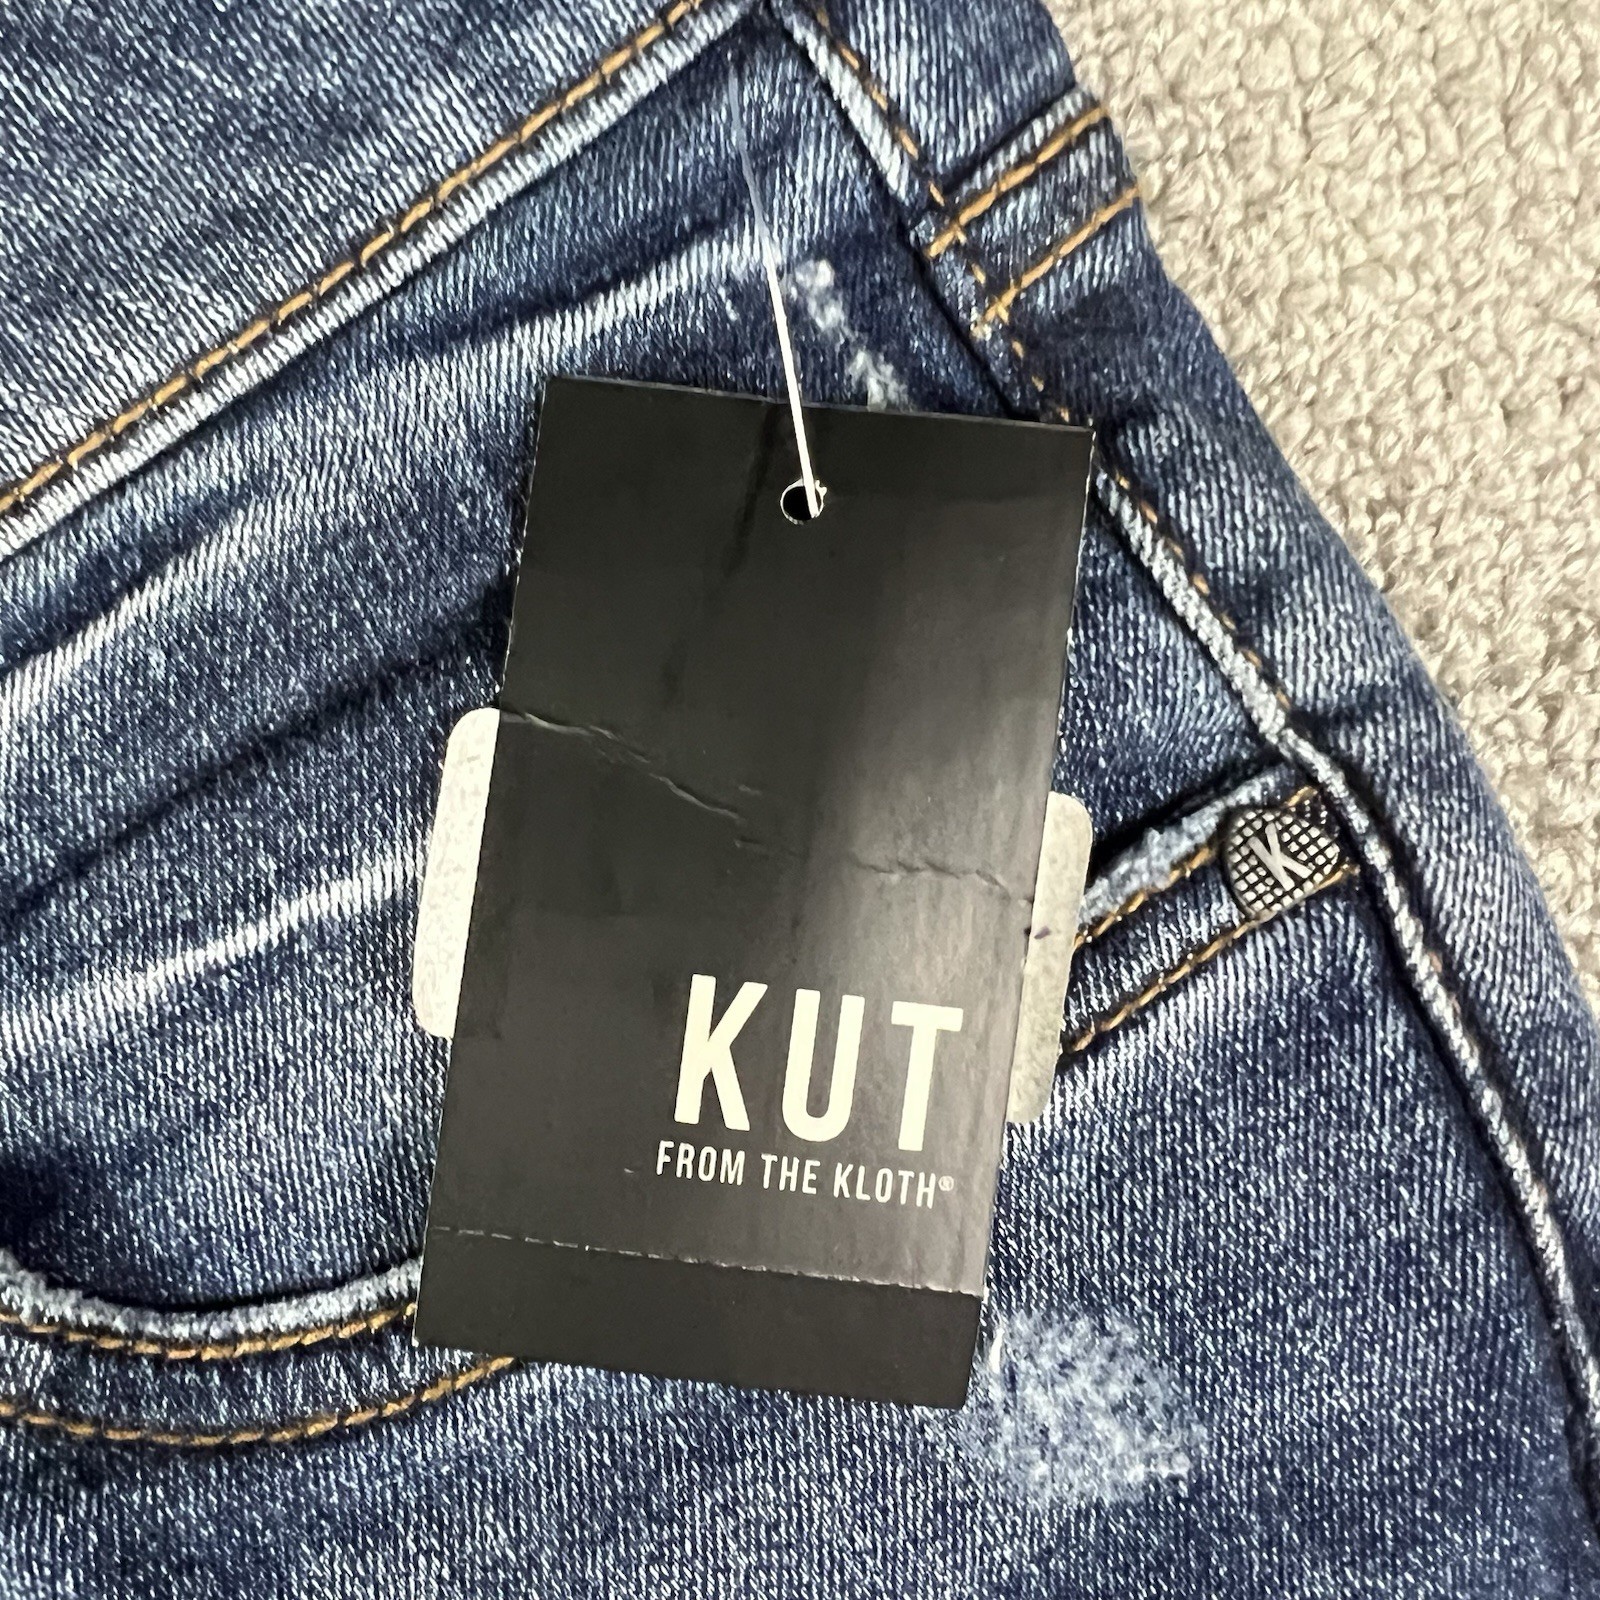 KUT
FROM THE KLOTH®
K